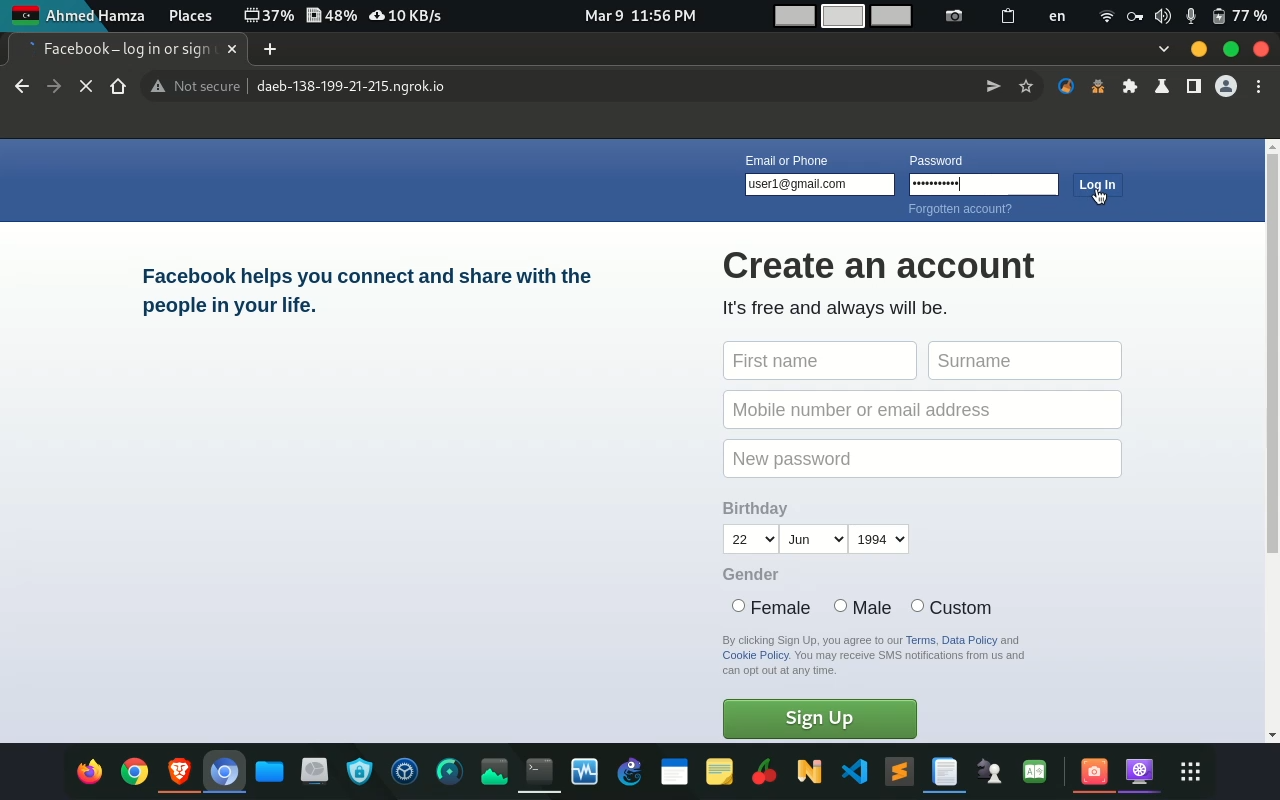 Ahmed Hamza Places 37% 48% 10 KB/s Mar 9 11:56 PM en 77 %
Facebook – log in or sign
Not secure daeb-138-199-21-215.ngrok.io
Email or Phone Password
user1@gmail.com ••••••••••• Log In
Forgotten account?
Facebook helps you connect and share with the
people in your life.
Create an account
It's free and always will be.
First name Surname
Mobile number or email address
New password
Birthday
22 Jun 1994
Gender
Female Male Custom
By clicking Sign Up, you agree to our Terms, Data Policy and
Cookie Policy. You may receive SMS notifications from us and
can opt out at any time.
Sign Up